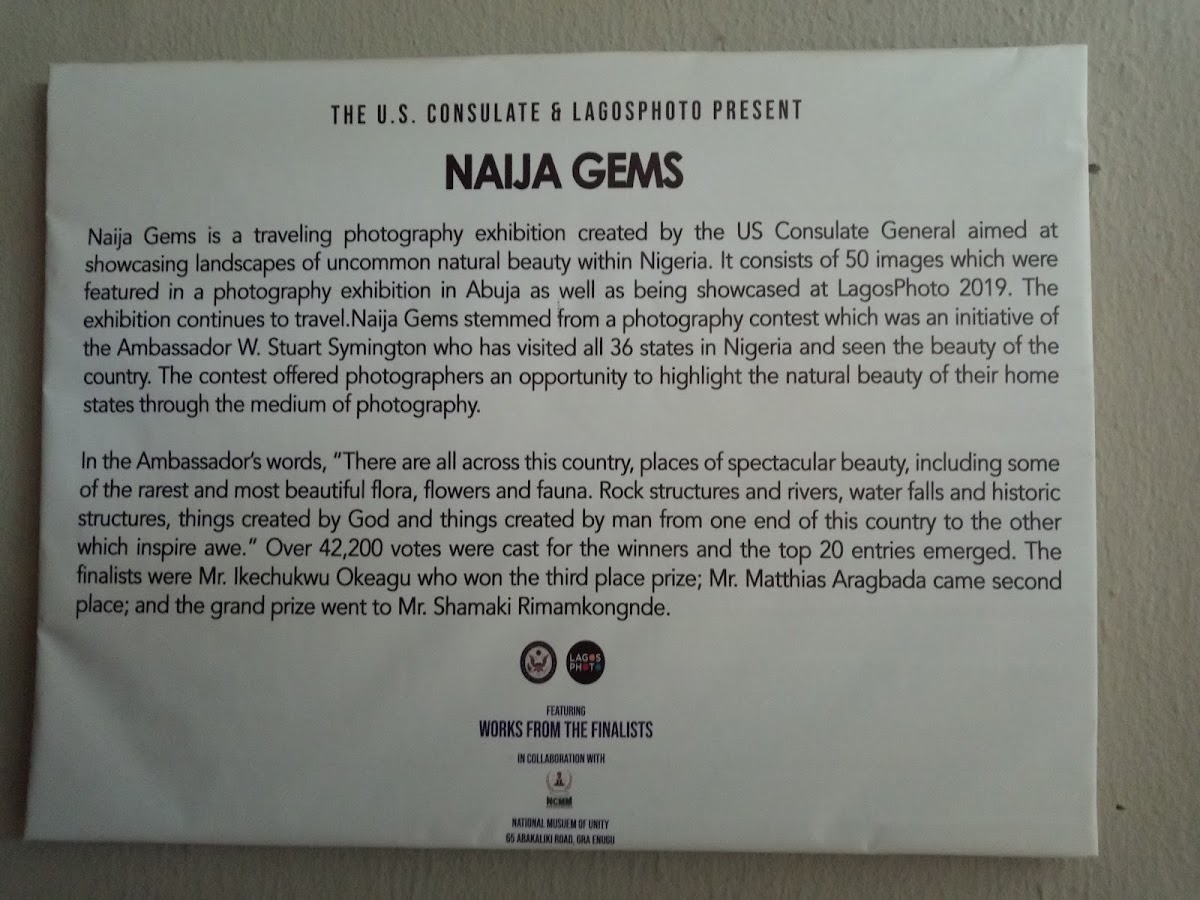 THE U.S. CONSULATE & LAGOSPHOTO PRESENT
NAIJA GEMS
Naija Gems is a traveling photography exhibition created by the US Consulate General aimed at
showcasing landscapes of uncommon natural beauty within Nigeria. It consists of 50 images which were
featured in a photography exhibition in Abuja as well as being showcased at LagosPhoto 2019. The
exhibition continues to travel.Naija Gems stemmed from a photography contest which was an initiative of
the Ambassador W. Stuart Symington who has visited all 36 states in Nigeria and seen the beauty of the
country. The contest offered photographers an opportunity to highlight the natural beauty of their home
states through the medium of photography.
In the Ambassador's words, "There are all across this country, places of spectacular beauty, including some
of the rarest and most beautiful flora, flowers and fauna. Rock structures and rivers, water falls and historic
structures, things created by God and things created by man from one end of this country to the other
which inspire awe." Over 42,200 votes were cast for the winners and the top 20 entries emerged. The
finalists were Mr. Ikechukwu Okeagu who won the third place prize; Mr. Matthias Aragbada came second
place; and the grand prize went to Mr. Shamaki Rimamkongnde.
LAGOS
PHOTO
FEATURING
WORKS FROM THE FINALISTS
IN COLLABORATION WITH
NCMM
NATIONAL MUSUEM OF UNITY
65 ABAKALIKI ROAD, GRA ENUGU